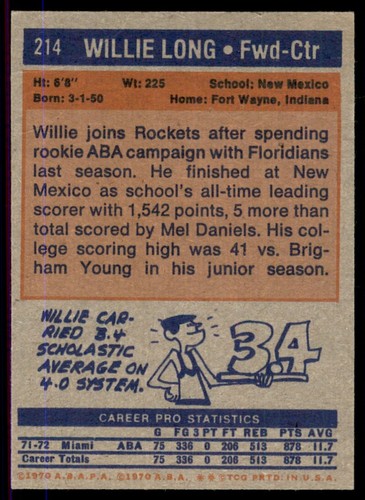 214 WILLIE LONG • Fwd-Ctr
Ht: 6'8" Wt: 225 School: New Mexico
Born: 3-1-50 Home: Fort Wayne, Indiana
Willie joins Rockets after spending
rookie ABA campaign with Floridians
last season. He finished at New
Mexico as school's all-time leading
scorer with 1,542 points, 5 more than
total scored by Mel Daniels. His col-
lege scoring high was 41 vs. Brig-
ham Young in his junior season.
WILLIE CAR-
RIED 3.4
SCHOLASTIC
AVERAGE ON
4.0 SYSTEM.
3.4
CAREER PRO STATISTICS
G FG 3PT FT REB PTS AVG
71-72 Miami ABA 75 336 0 206 513 878 11.7
Career Totals 75 336 0 206 513 878 11.7
©1970 A.B.A.P.A. ©1970 A.B.A. ✽✽ TCG PRTD. IN U.S.A.